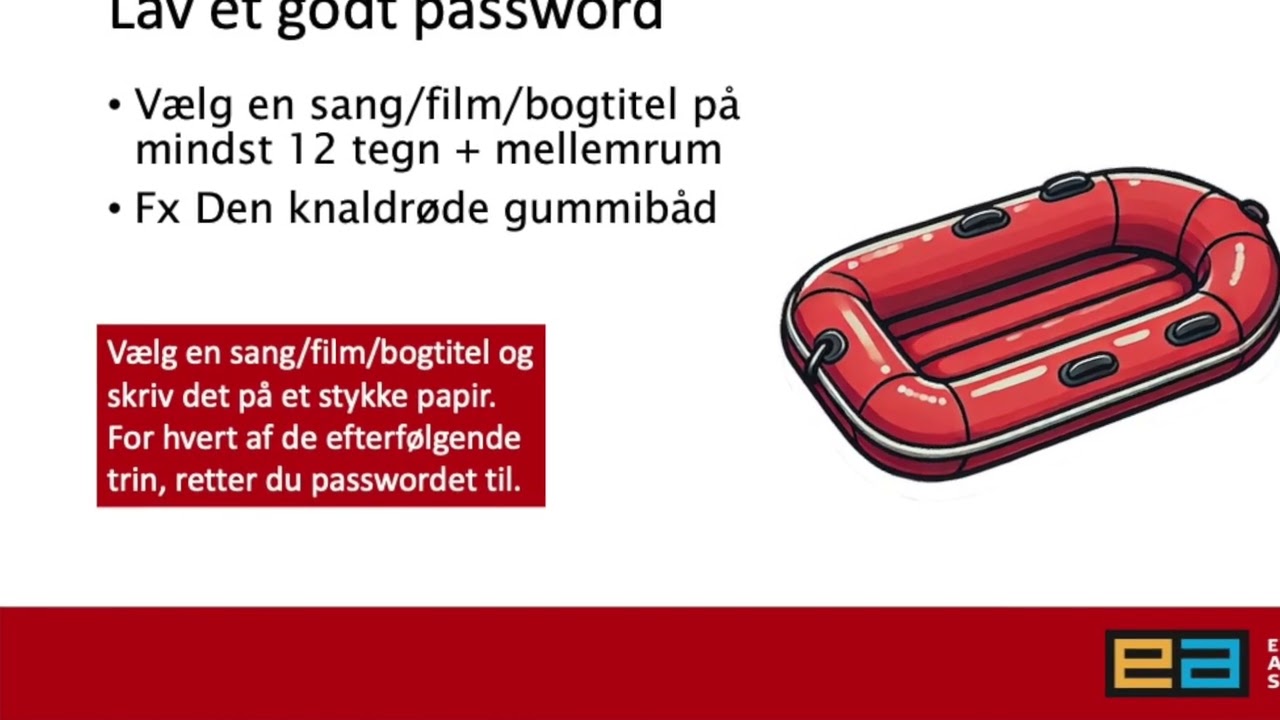 Lav et godt password
• Vælg en sang/film/bogtitel på
mindst 12 tegn + mellemrum
• Fx Den knaldrøde gummibåd
Vælg en sang/film/bogtitel og
skriv det på et stykke papir.
For hvert af de efterfølgende
trin, retter du passwordet til.
ea
E
A
S